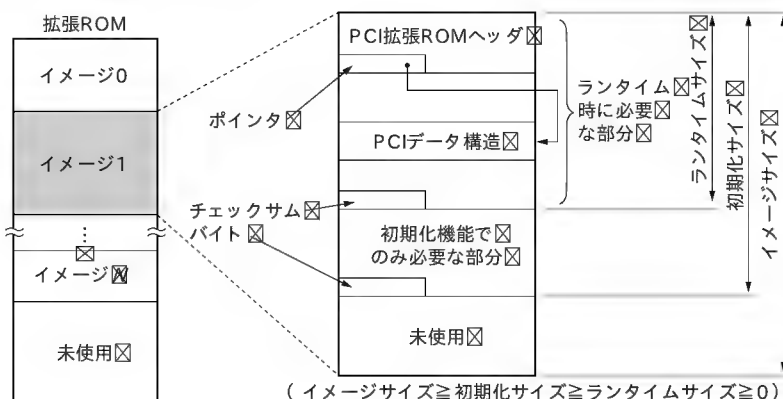 拡張ROM
イメージ0
イメージ1
⋮
イメージN
未使用
PCI拡張ROMヘッダ
ポインタ
PCIデータ構造
チェックサム
バイト
初期化機能で
のみ必要な部分
未使用
ランタイム
時に必要
な部分
ランタイムサイズ
初期化サイズ
イメージサイズ
(イメージサイズ≧初期化サイズ≧ランタイムサイズ≧0)